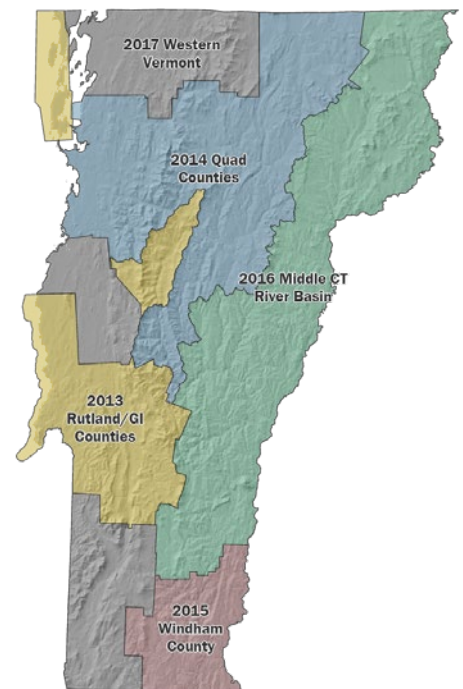 2017 Western
Vermont
2014 Quad
Counties
2016 Middle CT
River Basin
2013
Rutland/GI
Counties
2015
Windham
County